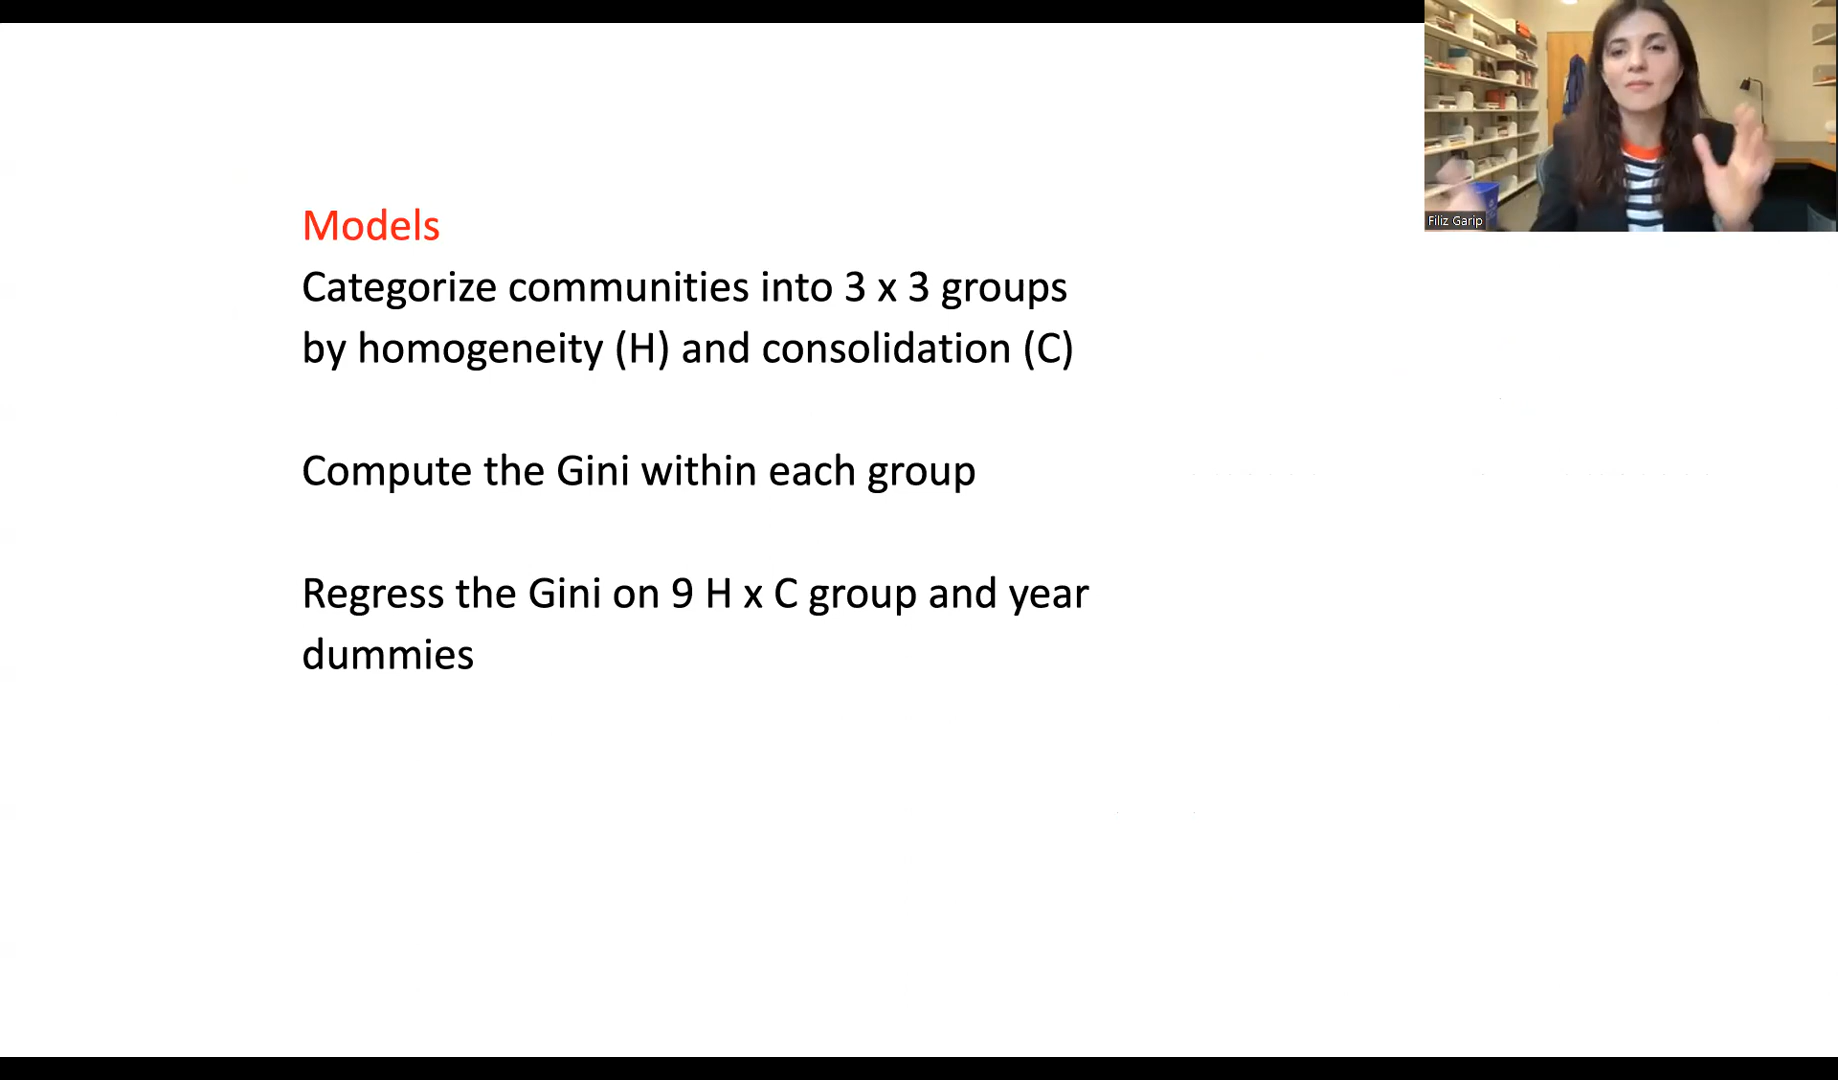 Models
Categorize communities into 3 x 3 groups
by homogeneity (H) and consolidation (C)
Compute the Gini within each group
Regress the Gini on 9 H x C group and year
dummies
Filiz Garip